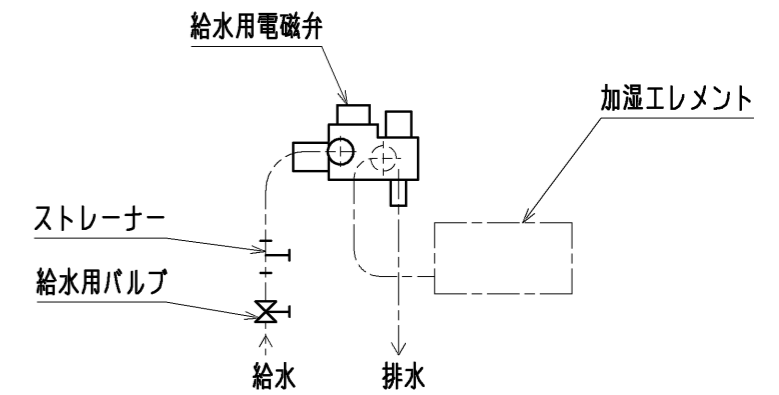 給水用電磁弁
加湿エレメント
ストレーナー
給水用バルブ
給水
排水